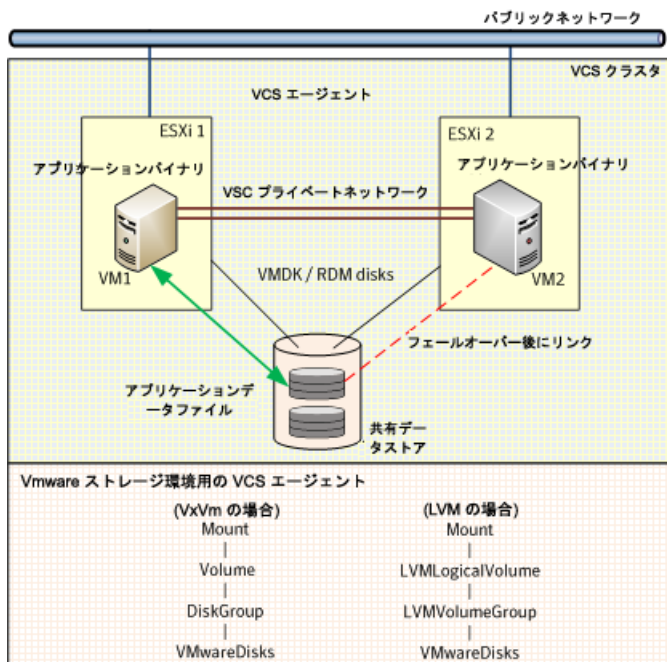 パブリックネットワーク
VCS クラスタ
VCS エージェント
ESXi 1
ESXi 2
アプリケーションバイナリ
アプリケーションバイナリ
VSC プライベートネットワーク
VM1
VMDK / RDM disks
VM2
フェールオーバー後にリンク
アプリケーションデ
ータファイル
共有デー
タストア
Vmware ストレージ環境用の VCS エージェント
(VxVm の場合)
Mount
Volume
DiskGroup
VMwareDisks
(LVM の場合)
Mount
LVMLogicalVolume
LVMVolumeGroup
VMwareDisks